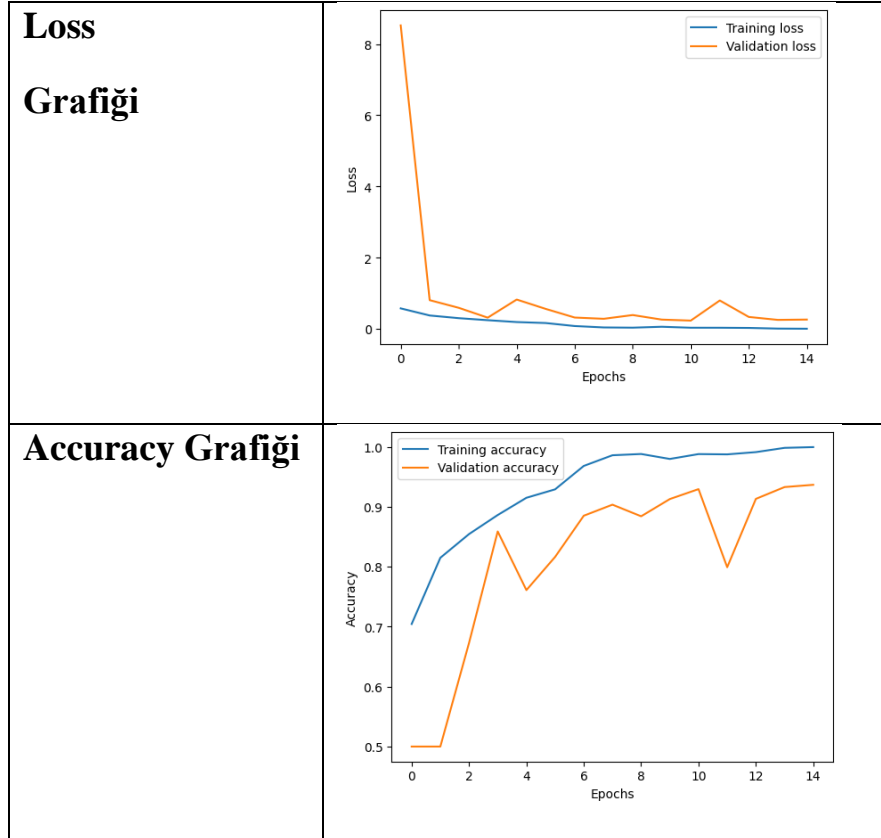 Loss
Grafiği
Training loss
Validation loss
8
6
4
2
0
Loss
0 2 4 6 8 10 12 14
Epochs
Accuracy Grafiği
Training accuracy
Validation accuracy
1.0
0.9
0.8
0.7
0.6
0.5
Accuracy
0 2 4 6 8 10 12 14
Epochs